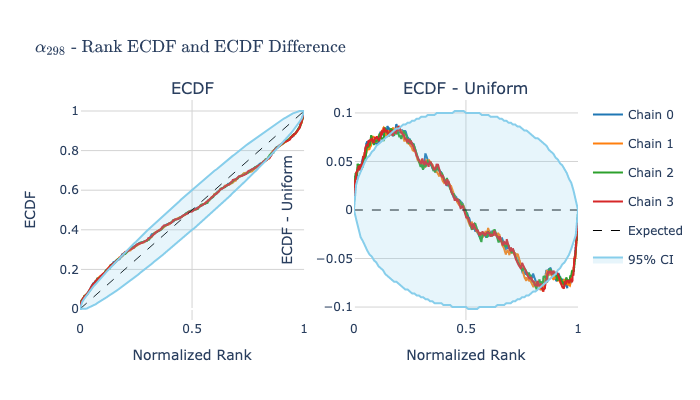 α₂₉₈ - Rank ECDF and ECDF Difference
ECDF
ECDF
1
0.8
0.6
0.4
0.2
0
0
0.5
1
Normalized Rank
ECDF - Uniform
ECDF - Uniform
0.1
0.05
0
−0.05
−0.1
0
0.5
1
Normalized Rank
Chain 0
Chain 1
Chain 2
Chain 3
Expected
95% CI